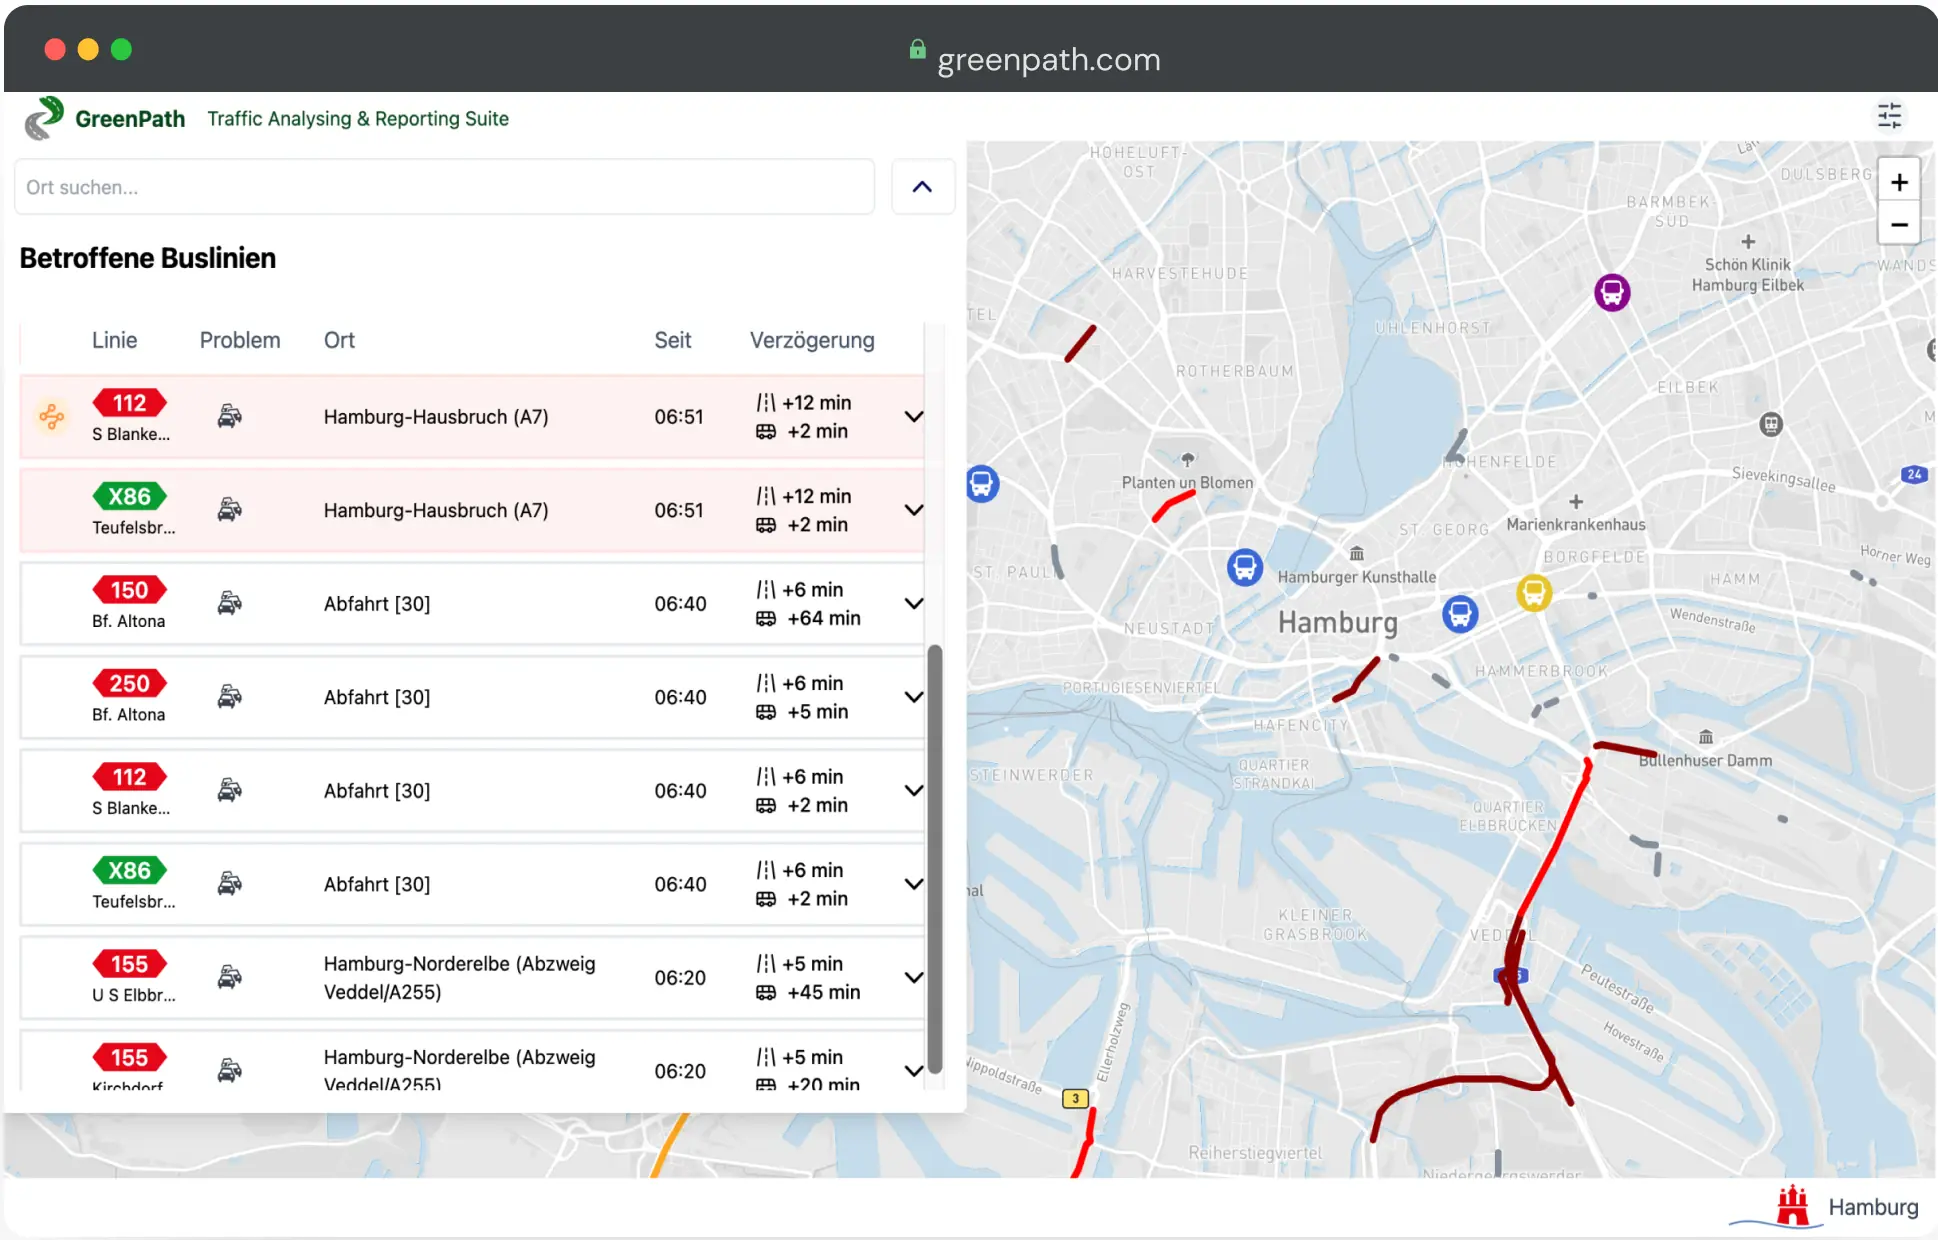 greenpath.com
GreenPath Traffic Analysing & Reporting Suite
Ort suchen...
Betroffene Buslinien
Linie Problem Ort Seit Verzögerung
112 S Blanke... Hamburg-Hausbruch (A7) 06:51 +12 min +2 min
X86 Teufelsbr... Hamburg-Hausbruch (A7) 06:51 +12 min +2 min
150 Bf. Altona Abfahrt [30] 06:40 +6 min +64 min
250 Bf. Altona Abfahrt [30] 06:40 +6 min +5 min
112 S Blanke... Abfahrt [30] 06:40 +6 min +2 min
X86 Teufelsbr... Abfahrt [30] 06:40 +6 min +2 min
155 U S Elbbr... Hamburg-Norderelbe (Abzweig
Veddel/A255) 06:20 +5 min +45 min
155 Kirchdorf Hamburg-Norderelbe (Abzweig
Veddel/A255) 06:20 +5 min +20 min
HOHELUFT-
OST
DULSBERG
+
−
BARMBEK-
SUD
Schön Klinik
Hamburg Eilbek
WANDS
HARVESTEHUDE
TEL
UHLENHORST
ROTHERBAUM
EILBEK
Planten un Blomen
HOHENFELDE
Sievekingsallee
24
ST. GEORG
Marienkrankenhaus
BORGFELDE
Horner Weg
ST. PAULI
Hamburger Kunsthalle
HAMM
Hamburg
NEUSTADT
Wendenstraße
HAMMERBROOK
PORTUGIESENVIERTEL
HAFENCITY
STEINWERDER
QUARTIER
STRANDKAI
Bullenhuser Damm
QUARTIER
ELBBRÜCKEN
nal
KLEINER
GRASBROOK
Peutestraße
Hovestraße
Ellerholzweg
Nippoldstraße
3
Reiherstiegviertel
Niedergeorgswerder
Hamburg